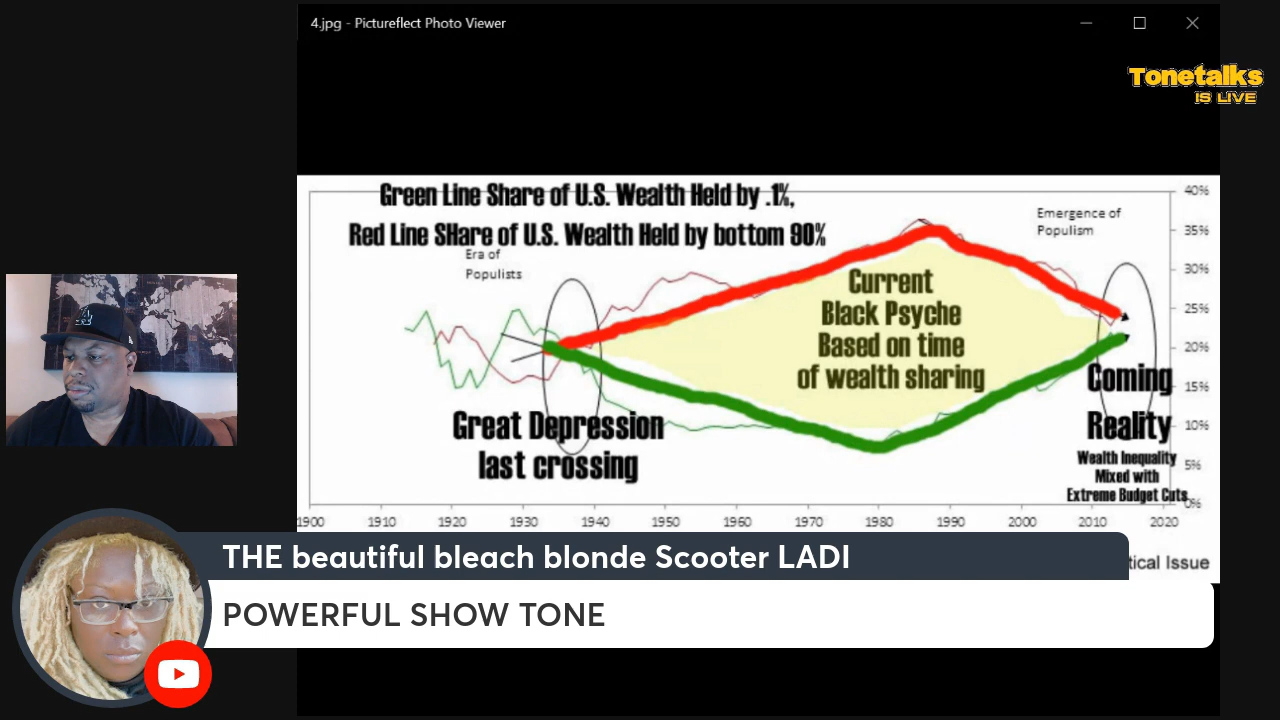 4.jpg - Pictureflect Photo Viewer
Tonetalks
IS LIVE
Green Line Share of U.S. Wealth Held by .1%,
Red Line SHare of U.S. Wealth Held by bottom 90%
Era of
Populists
Emergence of
Populism
40%
35%
30%
25%
20%
15%
10%
5%
0%
Current
Black Psyche
Based on time
of wealth sharing
Great Depression
last crossing
Coming
Reality
Wealth Inequality
Mixed with
Extreme Budget Cuts
1900 1910 1920 1930 1940 1950 1960 1970 1980 1990 2000 2010 2020
tical Issue
THE beautiful bleach blonde Scooter LADI
POWERFUL SHOW TONE